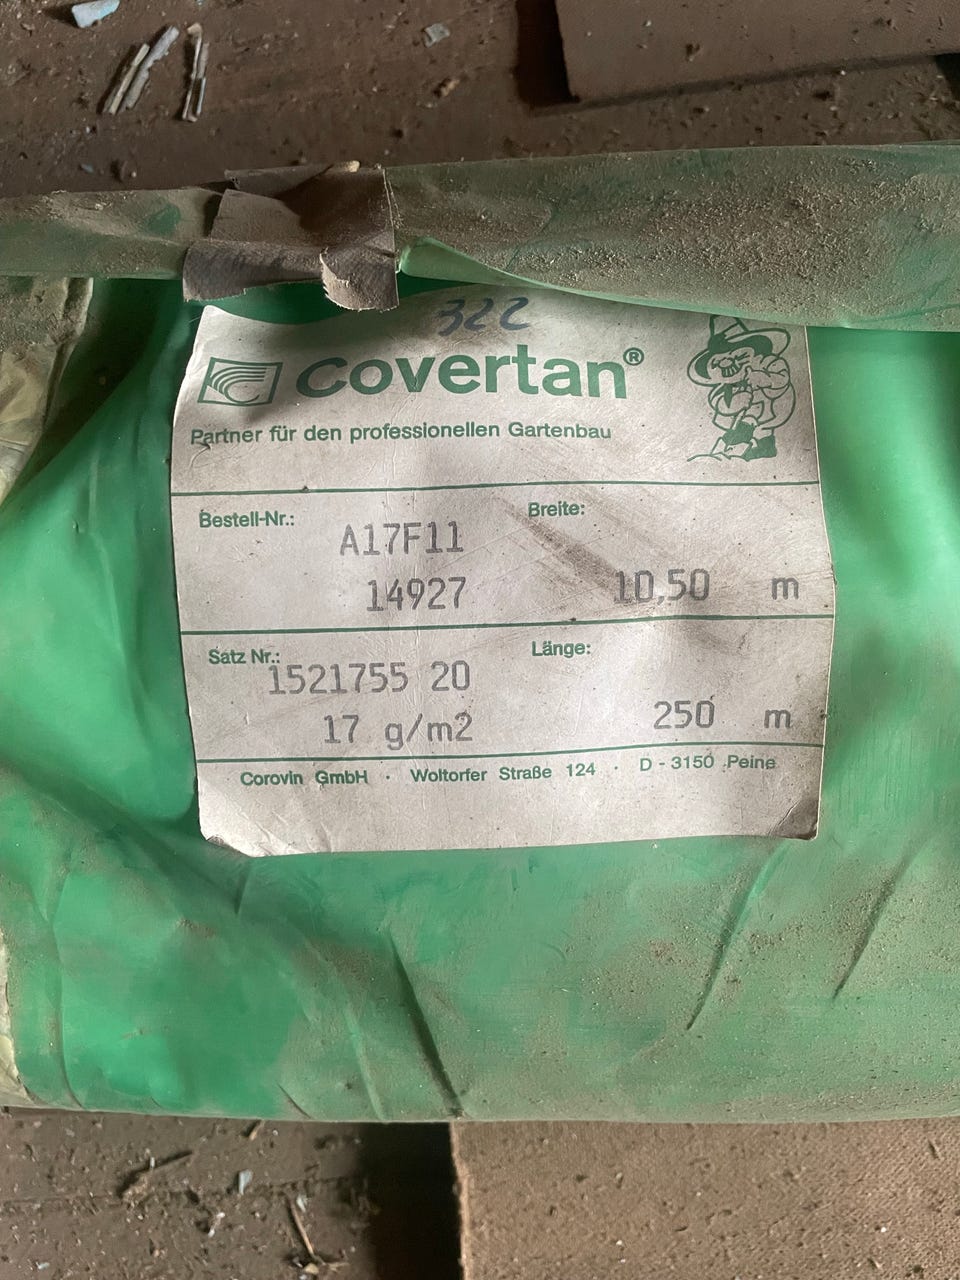 322
covertan®
Partner für den professionellen Gartenbau
Bestell-Nr.: Breite:
A17F11
14927 10,50 m
Satz Nr.: Länge:
1521755 20
17 g/m2 250 m
Corovin GmbH · Woltorfer Straße 124 · D - 3150 Peine